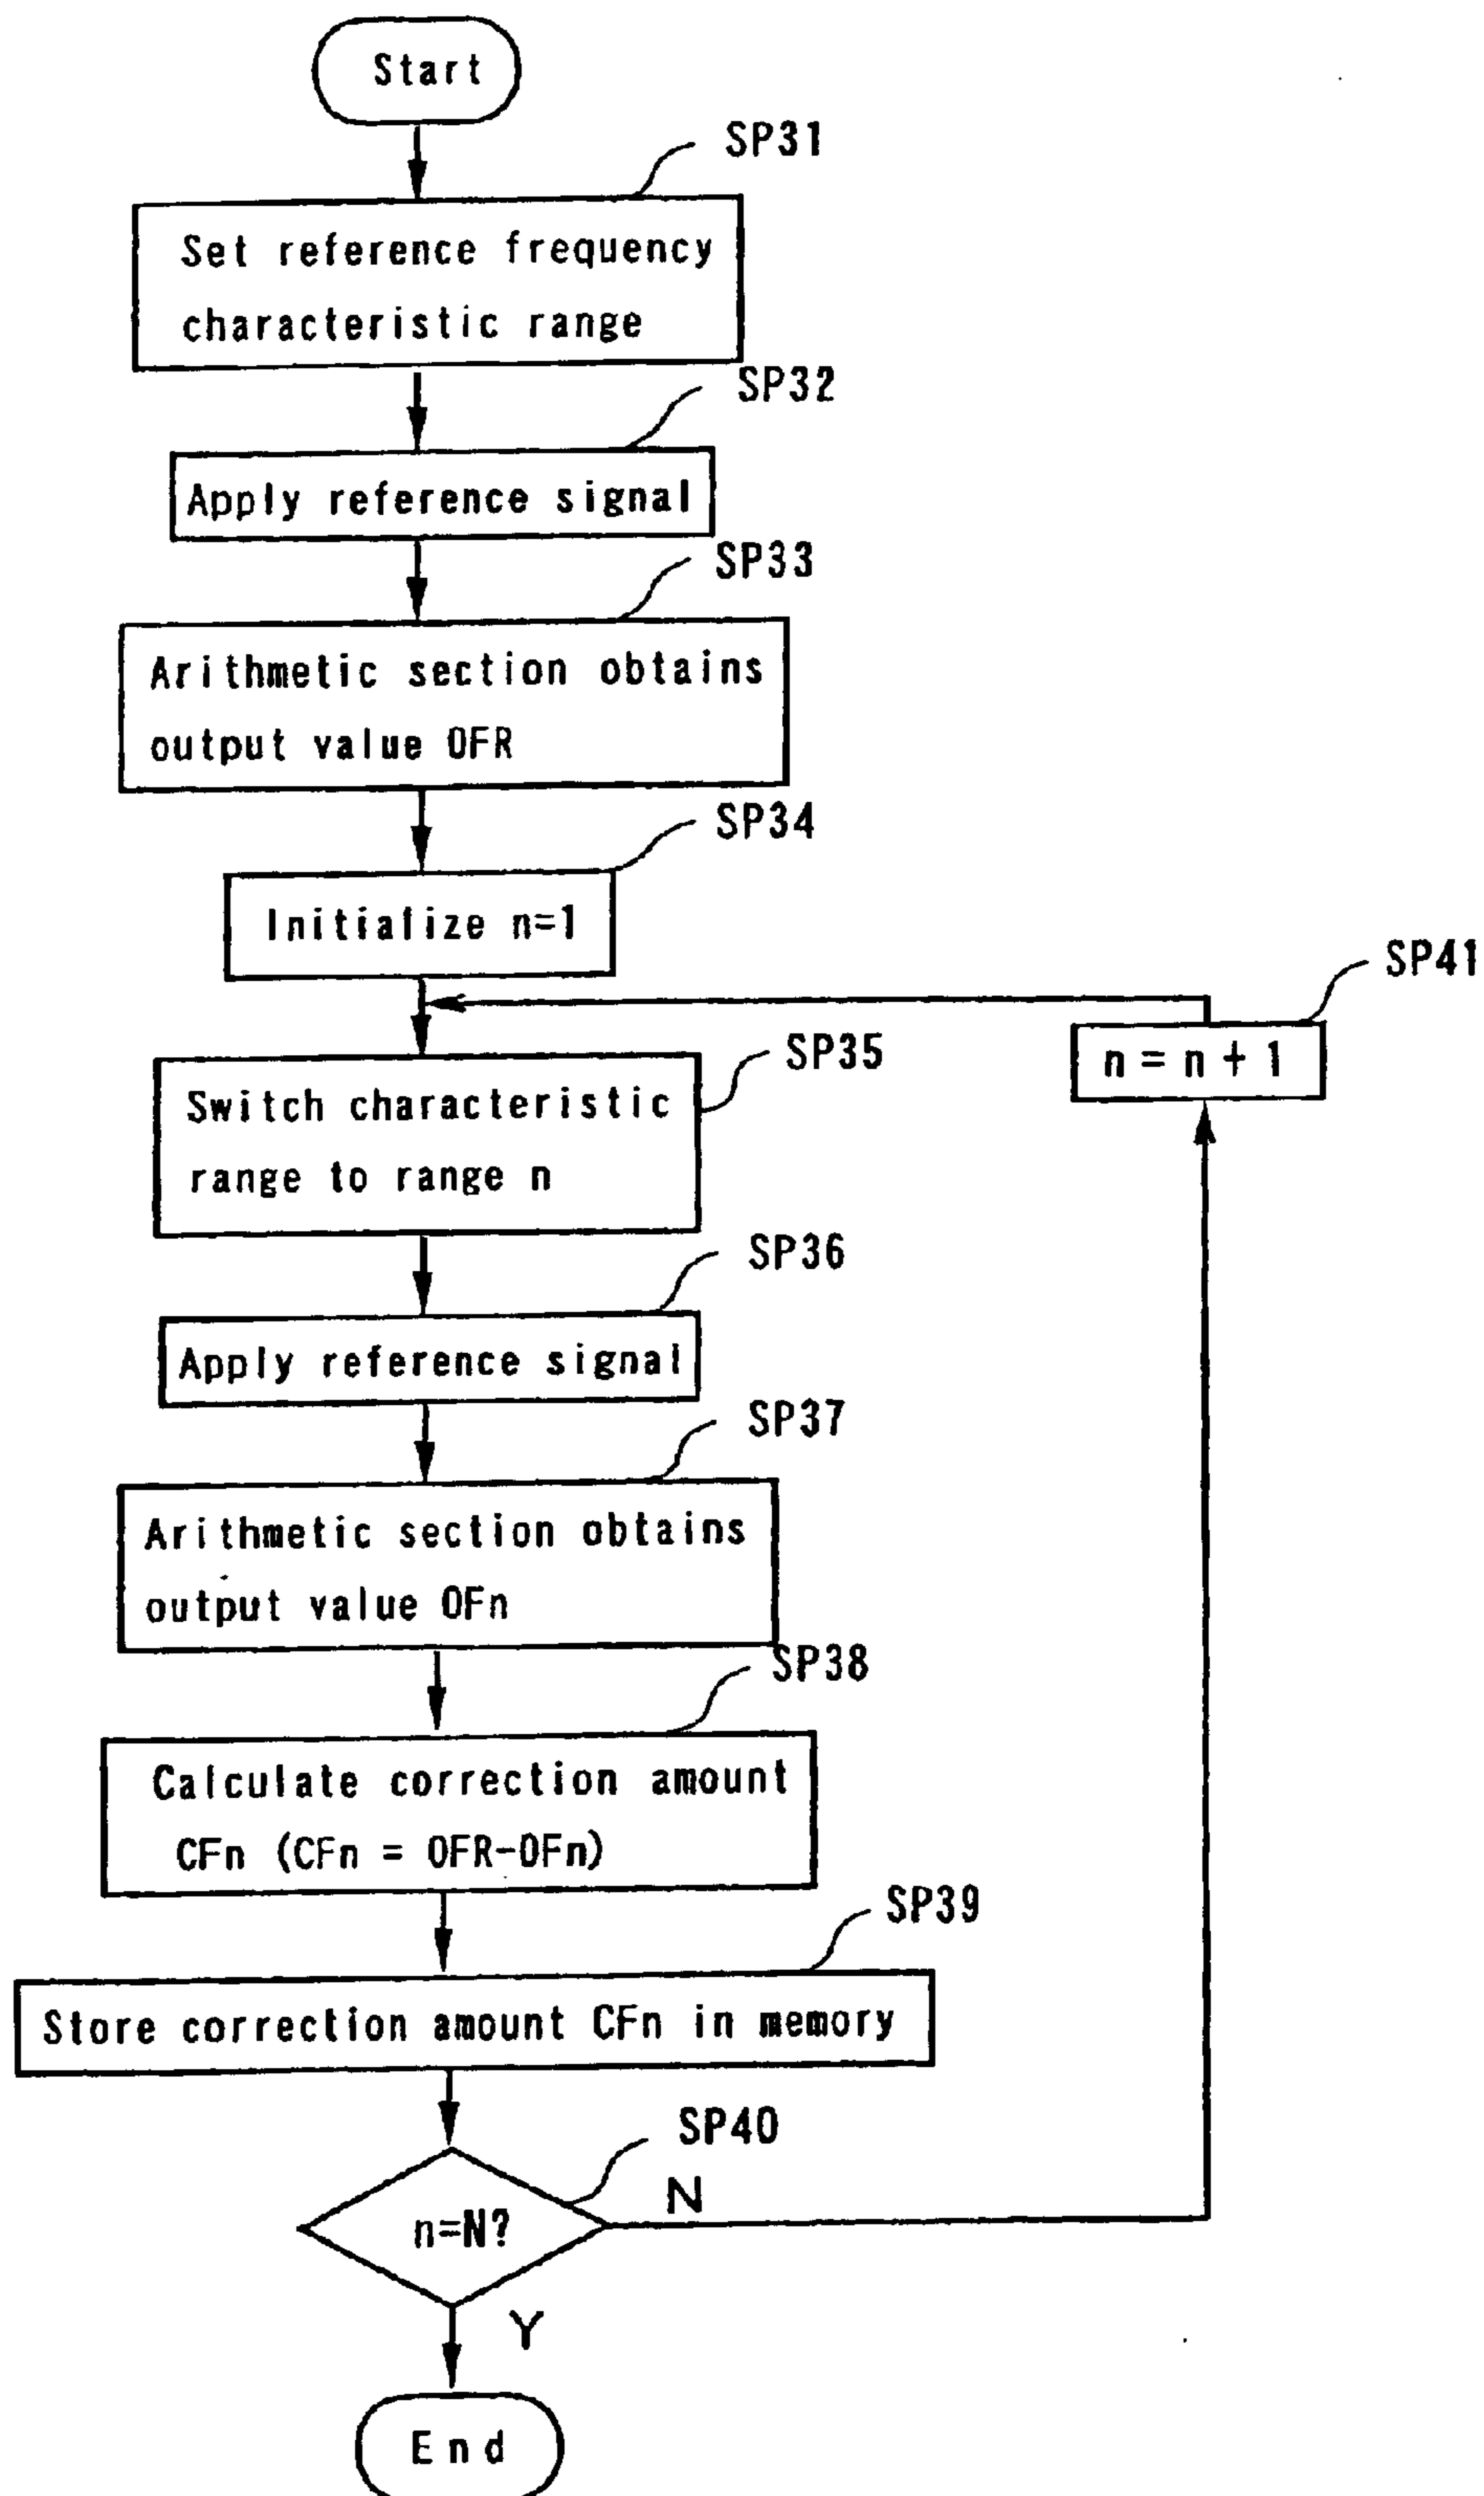 Start
SP31
Set reference frequency
characteristic range
SP32
Apply reference signal
SP33
Arithmetic section obtains
output value OFR
SP34
Initialize n=1
SP41
n = n + 1
SP35
Switch characteristic
range to range n
SP36
Apply reference signal
SP37
Arithmetic section obtains
output value OFn
SP38
Calculate correction amount
CFn (CFn = OFR-OFn)
SP39
Store correction amount CFn in memory
SP40
n=N?
N
Y
End